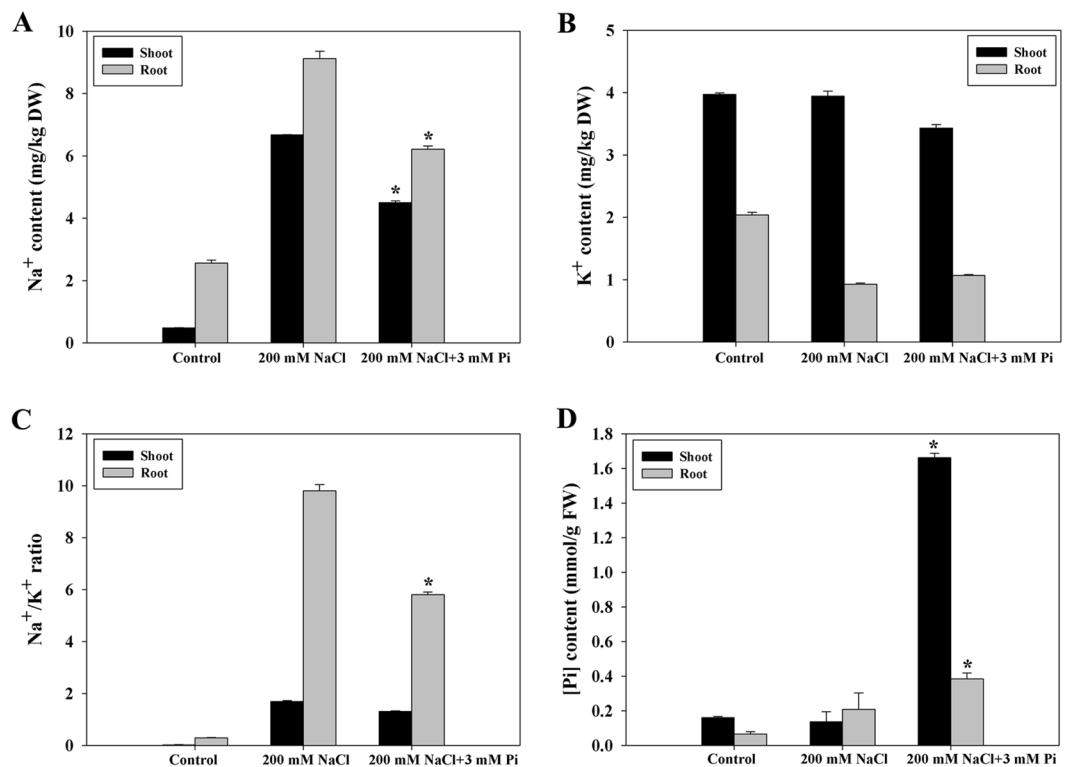 A
Na+ content (mg/kg DW)
10
8
6
4
2
0
Shoot
Root
*
*
Control
200 mM NaCl
200 mM NaCl+3 mM Pi
B
K+ content (mg/kg DW)
5
4
3
2
1
0
Shoot
Root
Control
200 mM NaCl
200 mM NaCl+3 mM Pi
C
Na+/K+ ratio
12
10
8
6
4
2
0
Shoot
Root
*
Control
200 mM NaCl
200 mM NaCl+3 mM Pi
D
[Pi] content (mmol/g FW)
1.8
1.6
1.4
1.2
1.0
0.8
0.6
0.4
0.2
0.0
Shoot
Root
*
*
Control
200 mM NaCl
200 mM NaCl+3 mM Pi